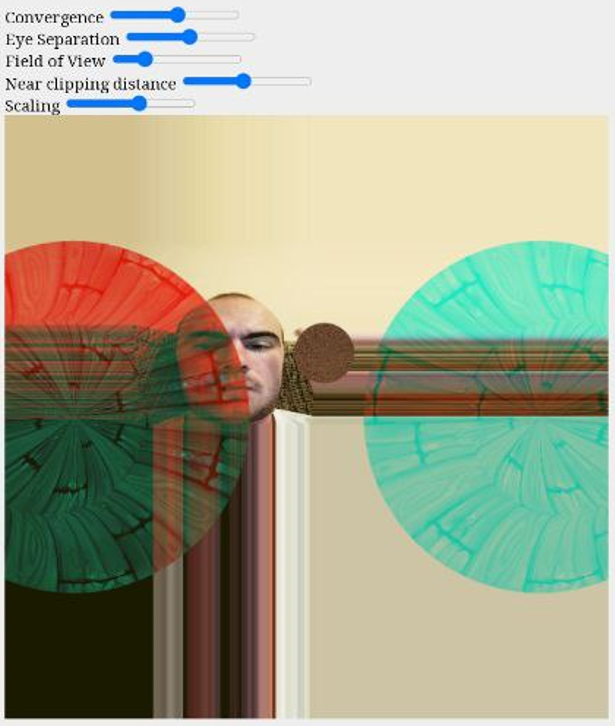 Convergence
Eye Separation
Field of View
Near clipping distance
Scaling